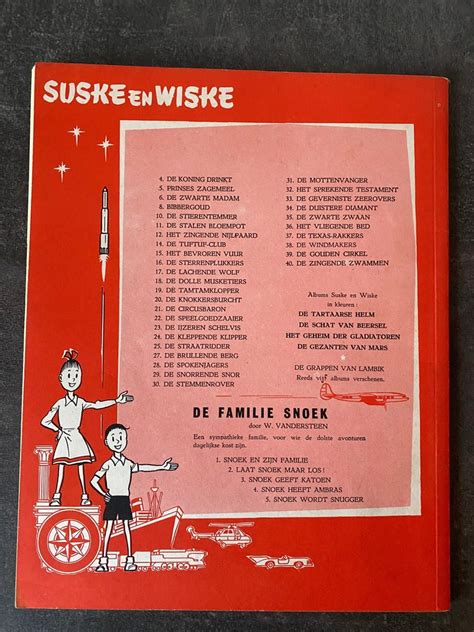 SUSKE EN WISKE
4. DE KONING DRINKT
5. PRINSES ZAGEMEEL
6. DE ZWARTE MADAM
8. BIBBERGOUD
10. DE STIERENTEMMER
11. DE STALEN BLOEMPOT
12. HET ZINGENDE NIJLPAARD
14. DE TUFTUF-CLUB
15. HET BEVROREN VUUR
16. DE STERRENPLUKKERS
17. DE LACHENDE WOLF
18. DE DOLLE MUSKETIERS
19. DE TAMTAMKLOPPER
20. DE KNOKKERSBURCHT
21. DE CIRCUSBARON
22. DE SPEELGOEDZAAIER
23. DE IJZEREN SCHELVIS
24. DE KLEPPENDE KLIPPER
25. DE STRAATRIDDER
27. DE BRULLENDE BERG
28. DE SPOKENJAGERS
29. DE SNORRENDE SNOR
30. DE STEMMENROVER
31. DE MOTTENVANGER
32. HET SPREKENDE TESTAMENT
33. DE GEVERNISTE ZEEROVERS
34. DE DUISTERE DIAMANT
35. DE ZWARTE ZWAAN
36. HET VLIEGENDE BED
37. DE TEXAS-RAKKERS
38. DE WINDMAKERS
39. DE GOUDEN CIRKEL
40. DE ZINGENDE ZWAMMEN
Albums Suske en Wiske
in kleuren :
DE TARTAARSE HELM
DE SCHAT VAN BEERSEL
HET GEHEIM DER GLADIATOREN
DE GEZANTEN VAN MARS
DE GRAPPEN VAN LAMBIK
Reeds vijf albums verschenen.
DE FAMILIE SNOEK
door W. VANDERSTEEN
Een sympathieke familie, voor wie de dolste avonturen
dagelijkse kost zijn.
1. SNOEK EN ZIJN FAMILIE
2. LAAT SNOEK MAAR LOS !
3. SNOEK GEEFT KATOEN
4. SNOEK HEEFT AMBRAS
5. SNOEK WORDT SNUGGER